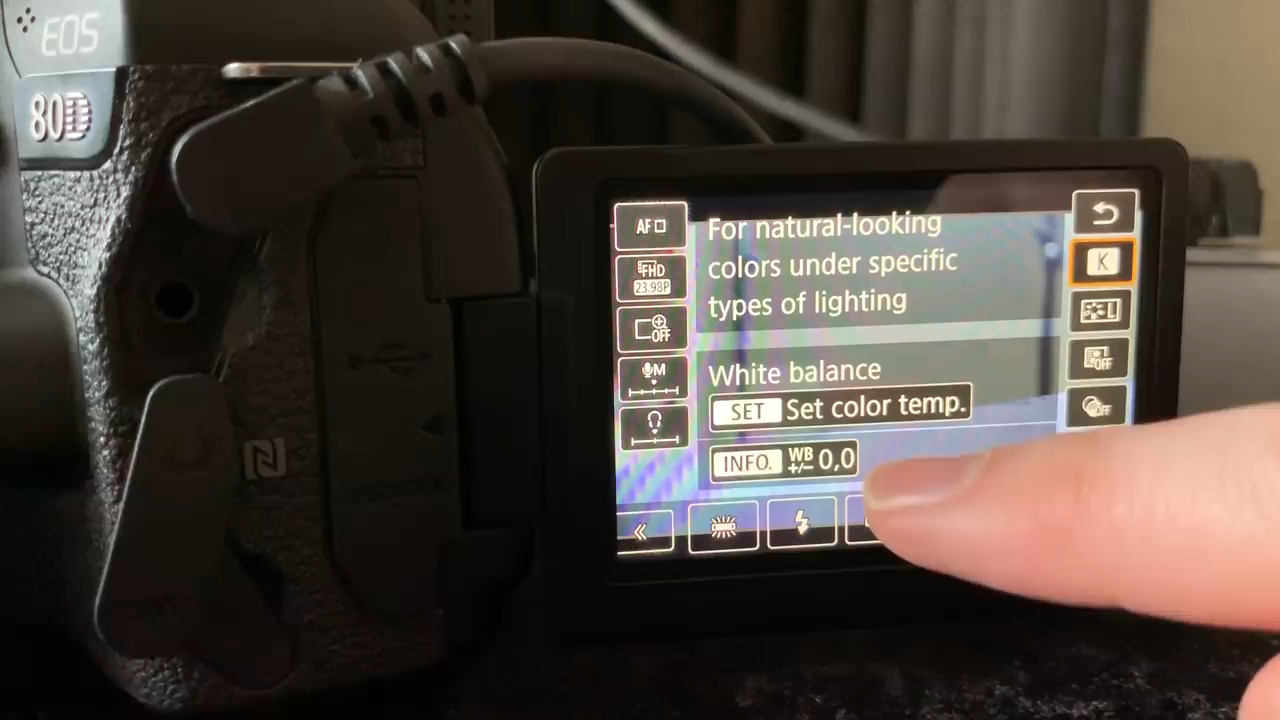 EOS
80D
AF
FHD
23.98P
OFF
M
For natural-looking
colors under specific
types of lighting
White balance
SET Set color temp.
INFO. WB +/- 0,0
«
K
L
OFF
OFF